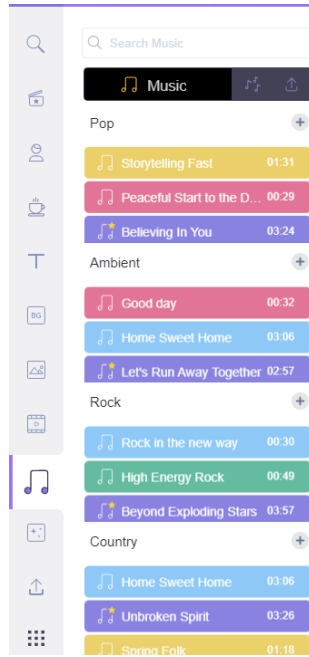 Search Music
Music
Pop
Storytelling Fast 01:31
Peaceful Start to the D... 00:29
Believing In You 03:24
Ambient
Good day 00:32
Home Sweet Home 03:06
Let's Run Away Together 02:57
Rock
Rock in the new way 00:30
High Energy Rock 00:49
Beyond Exploding Stars 03:57
Country
Home Sweet Home 03:06
Unbroken Spirit 03:26
Spring Folk 01:18
T
BG